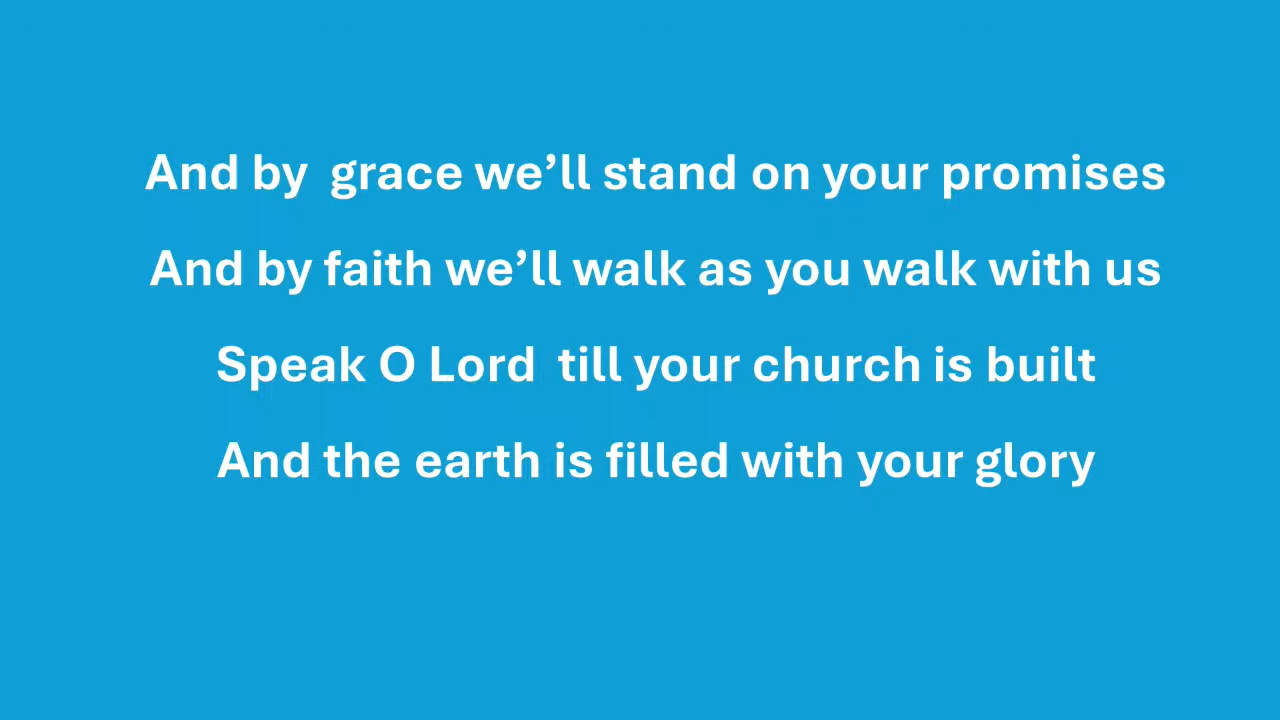 And by  grace we’ll stand on your promises
And by faith we’ll walk as you walk with us
Speak O Lord  till your church is built
And the earth is filled with your glory